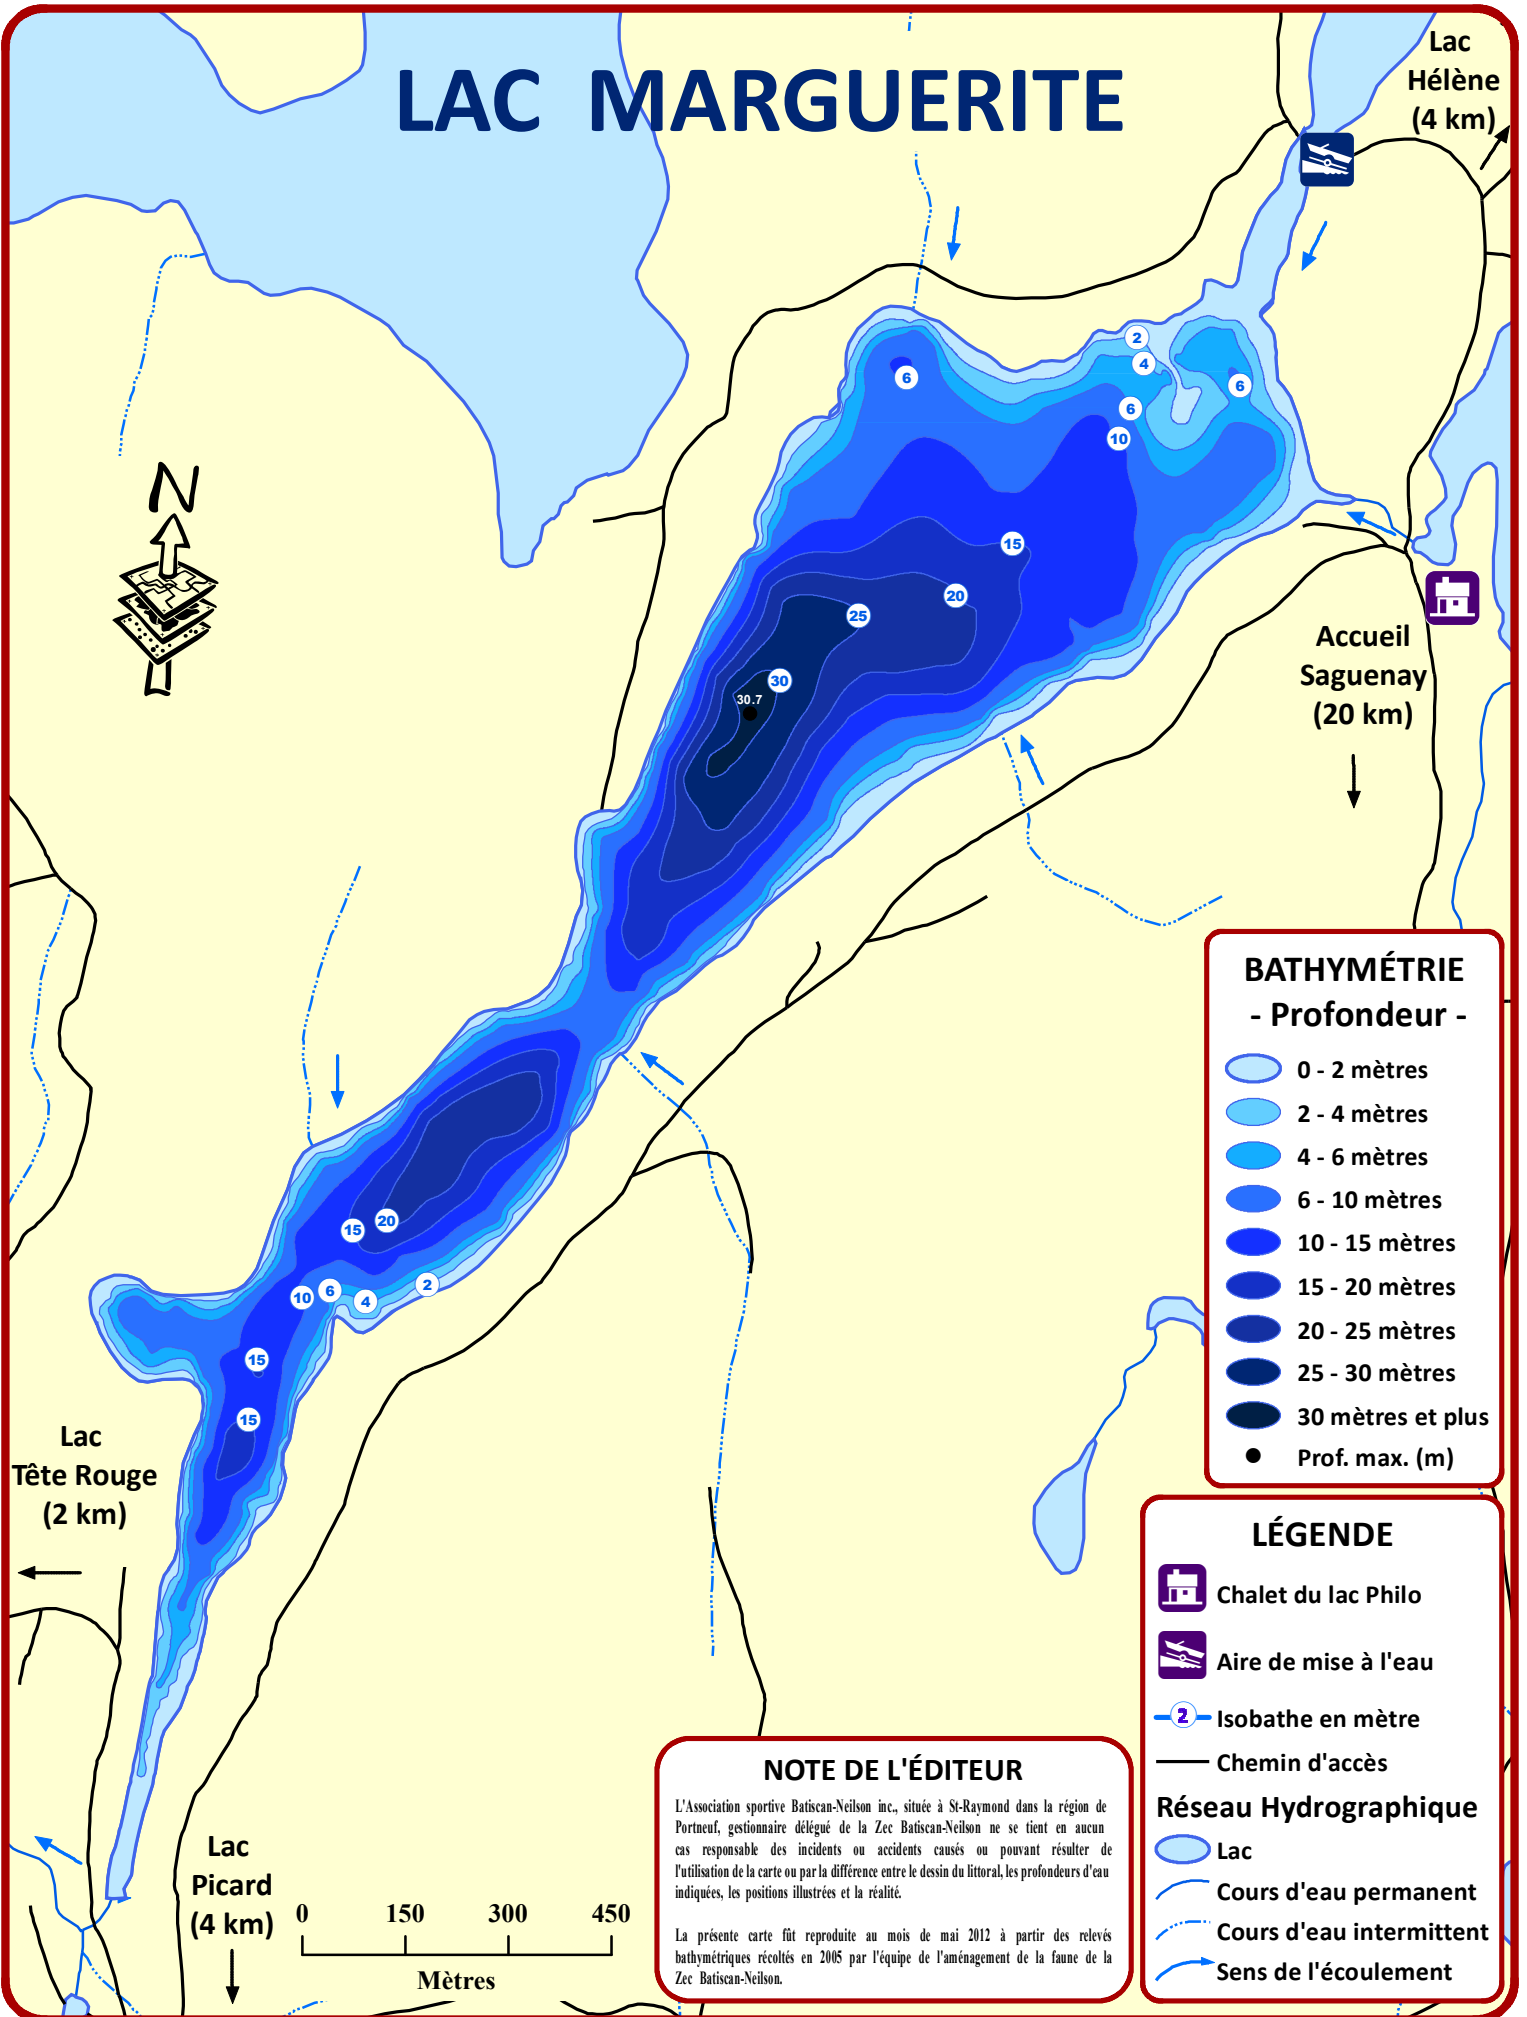 LAC MARGUERITE
Lac
Hélène
(4 km)
N
2
4
6
6
6
10
15
20
25
30
30.7
Accueil
Saguenay
(20 km)
15
20
10
6
4
2
15
15
Lac
Tête Rouge
(2 km)
Lac
Picard
(4 km)
0 150 300 450
Mètres
BATHYMÉTRIE
- Profondeur -
0 - 2 mètres
2 - 4 mètres
4 - 6 mètres
6 - 10 mètres
10 - 15 mètres
15 - 20 mètres
20 - 25 mètres
25 - 30 mètres
30 mètres et plus
Prof. max. (m)
LÉGENDE
Chalet du lac Philo
Aire de mise à l'eau
2 Isobathe en mètre
Chemin d'accès
Réseau Hydrographique
Lac
Cours d'eau permanent
Cours d'eau intermittent
Sens de l'écoulement
NOTE DE L'ÉDITEUR
L'Association sportive Batiscan-Neilson inc., située à St-Raymond dans la région de
Portneuf, gestionnaire délégué de la Zec Batiscan-Neilson ne se tient en aucun
cas responsable des incidents ou accidents causés ou pouvant résulter de
l'utilisation de la carte ou par la différence entre le dessin du littoral, les profondeurs d'eau
indiquées, les positions illustrées et la réalité.
La présente carte fût reproduite au mois de mai 2012 à partir des relevés
bathymétriques récoltés en 2005 par l'équipe de l'aménagement de la faune de la
Zec Batiscan-Neilson.